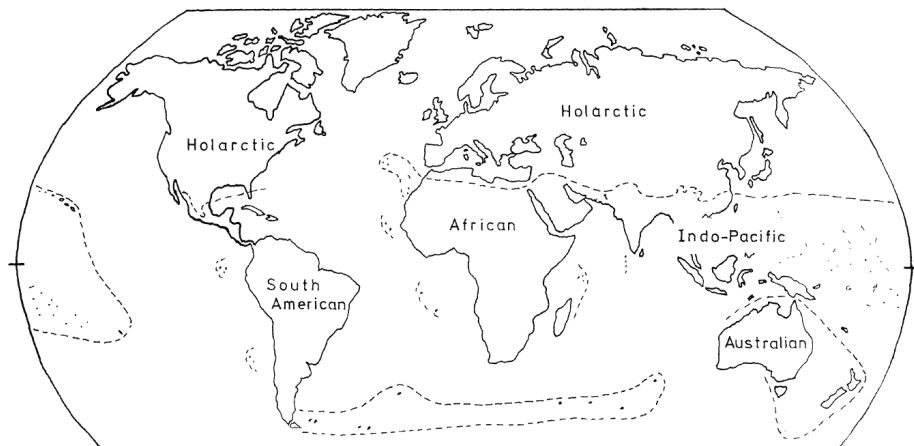 Holarctic
Holarctic
African
Indo-Pacific
South
American
Australian